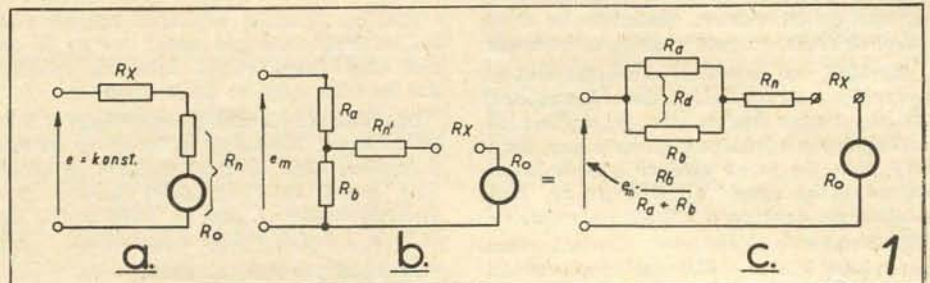 Rx
e = konst.
Rn
Ro
a.
em
Ra
Rn'
Rx
Rb
Ro
b.
=
Ra
Rd
Rb
Rn
Rx
Ro
em · Rb
Ra + Rb
c.
1